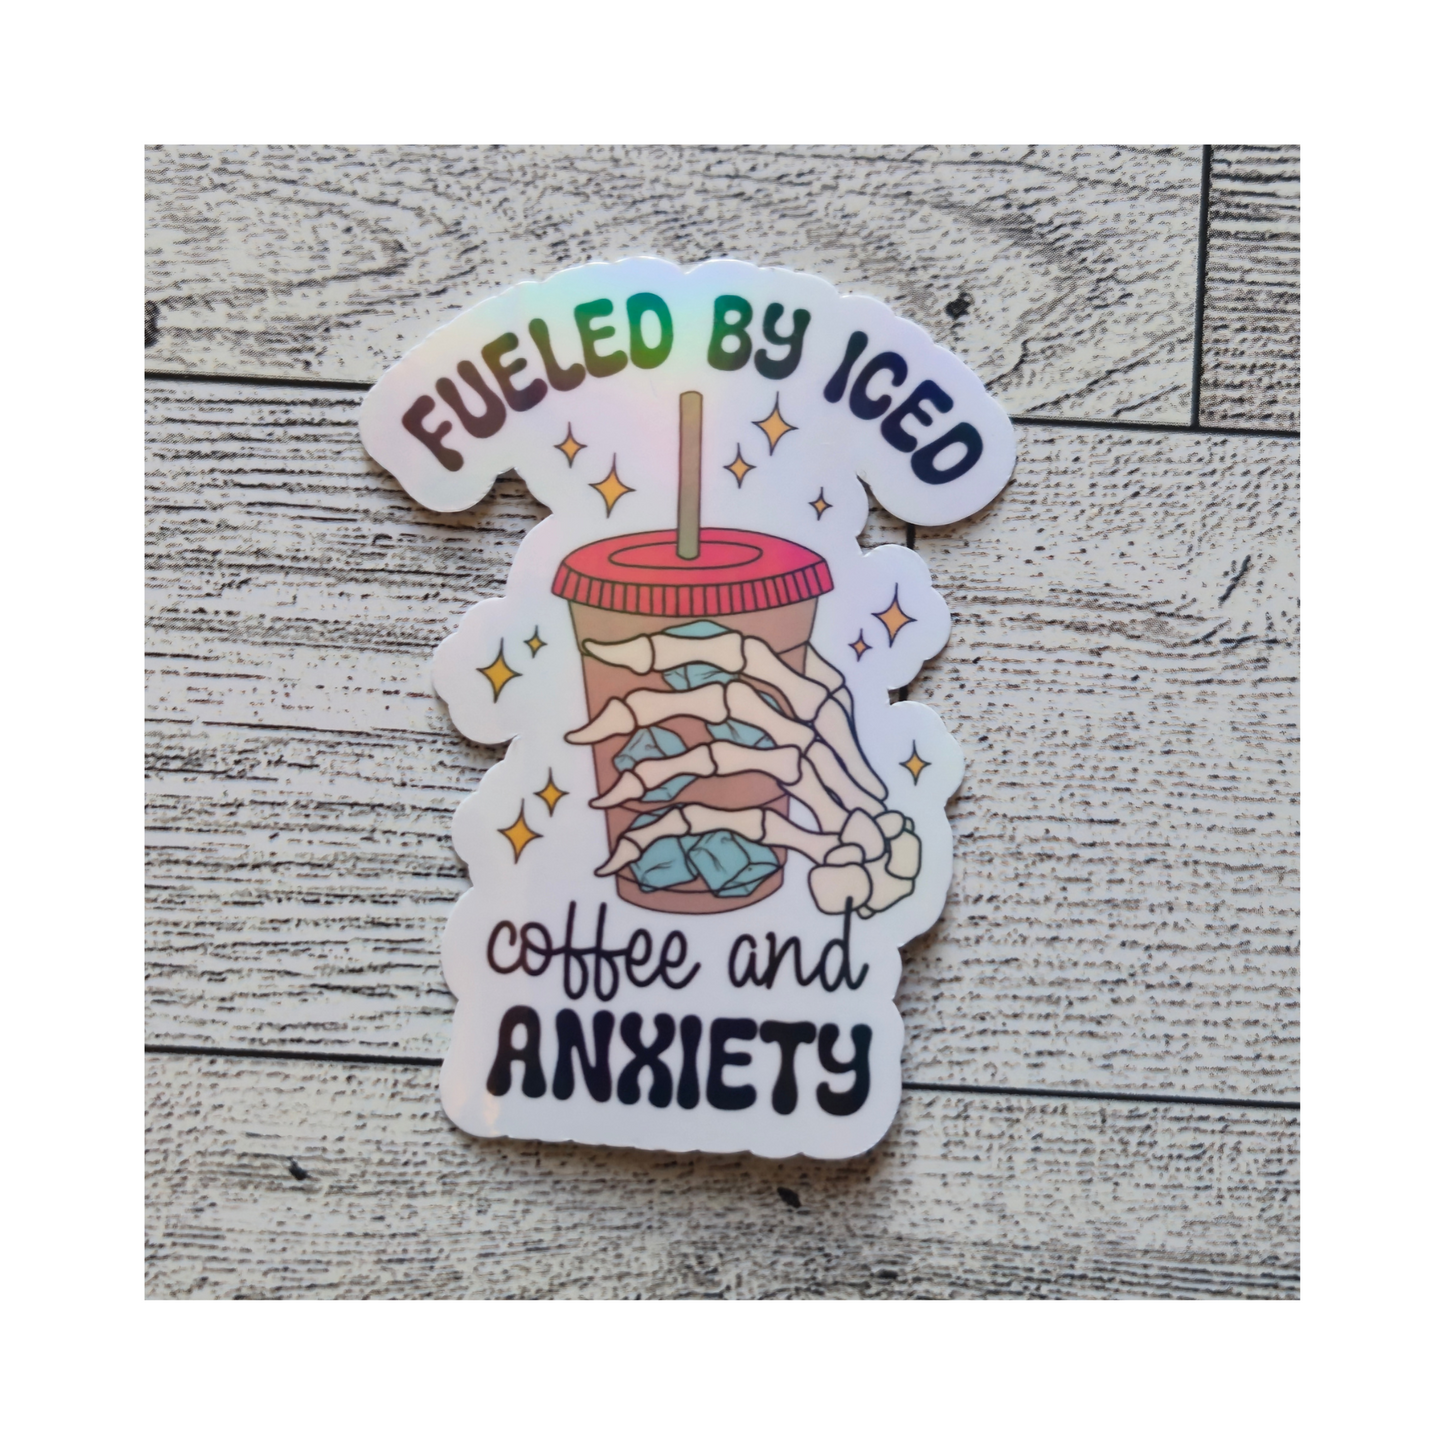 FUELED BY ICED
coffee and
ANXIETY